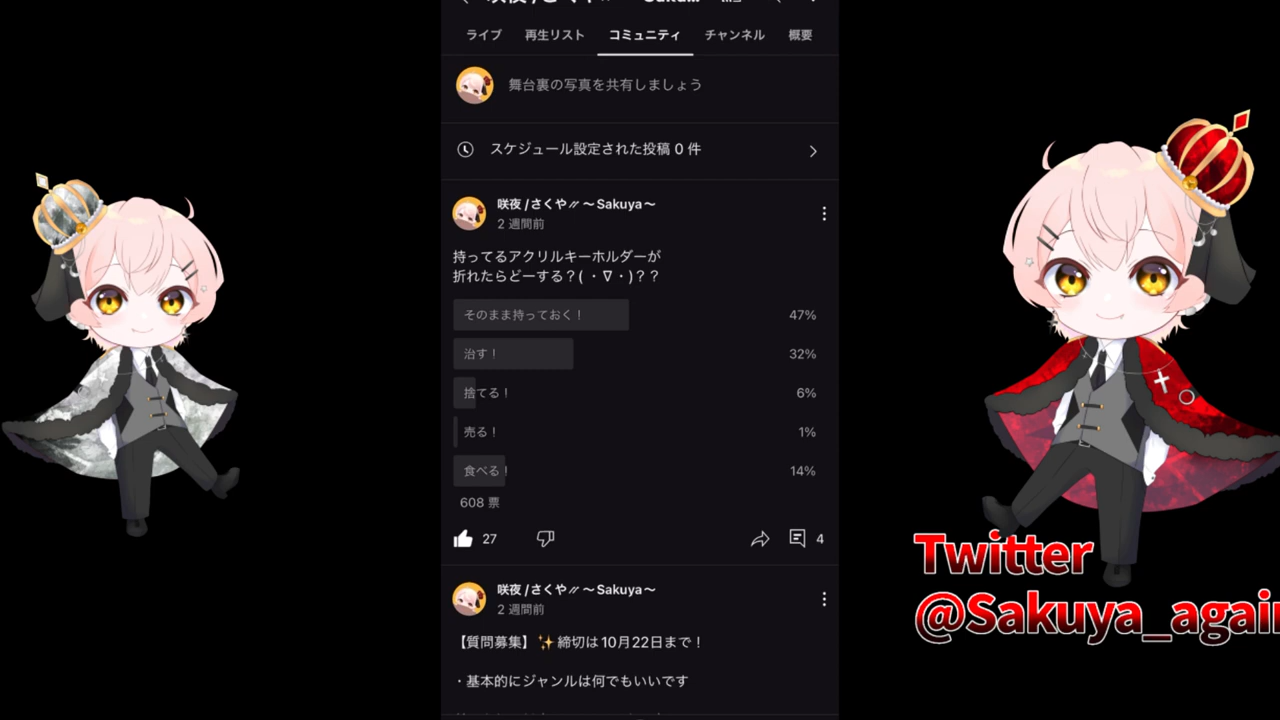 ライブ 再生リスト コミュニティ チャンネル 概要
舞台裏の写真を共有しましょう
スケジュール設定された投稿 0 件
咲夜 /さくや〃 〜Sakuya〜
2 週間前
持ってるアクリルキーホルダーが
折れたらどーする？( ・∇・)？？
そのまま持っておく！ 47%
治す！ 32%
捨てる！ 6%
売る！ 1%
食べる！ 14%
608 票
27 4
咲夜 /さくや〃 〜Sakuya〜
2 週間前
【質問募集】✨締切は10月22日まで！
・基本的にジャンルは何でもいいです
Twitter
@Sakuya_again